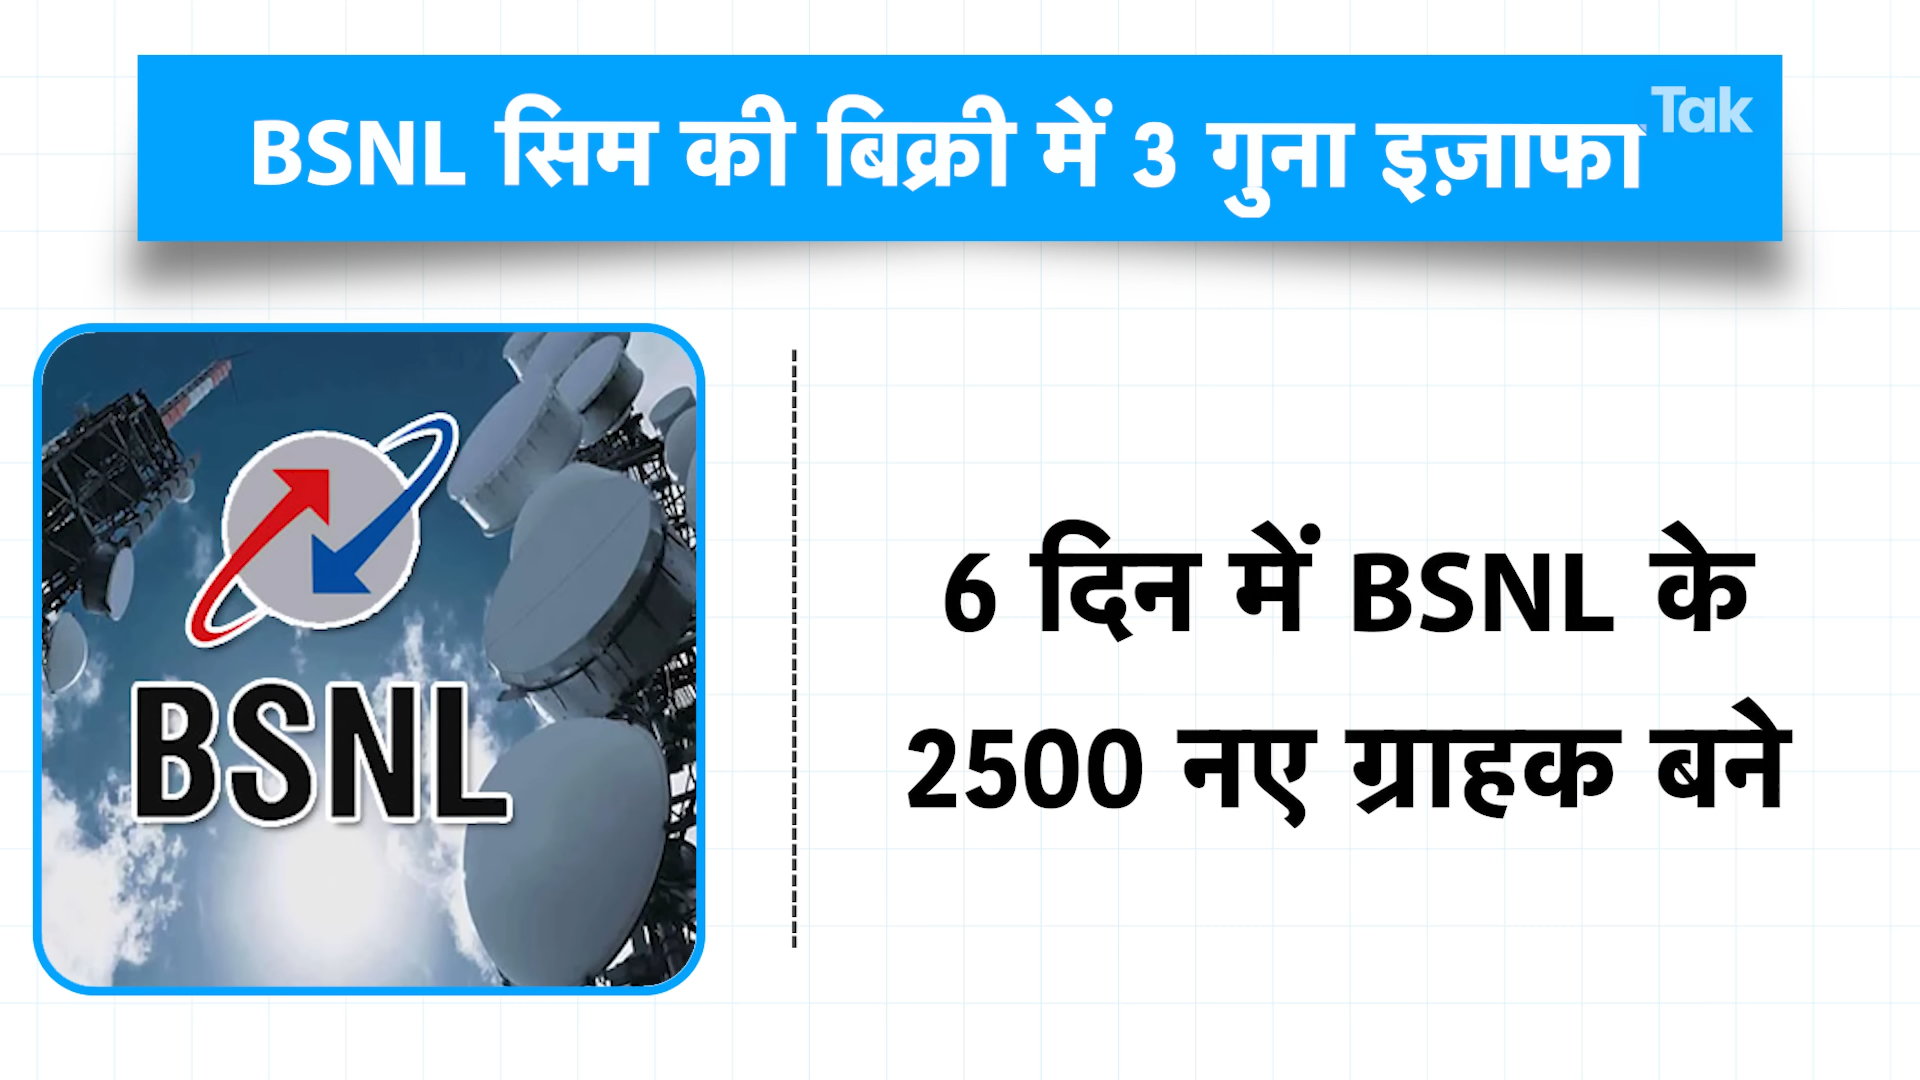 BSNL सिम की बिक्री में 3 गुना इज़ाफा
Tak
BSNL
6 दिन में BSNL के
2500 नए ग्राहक बने